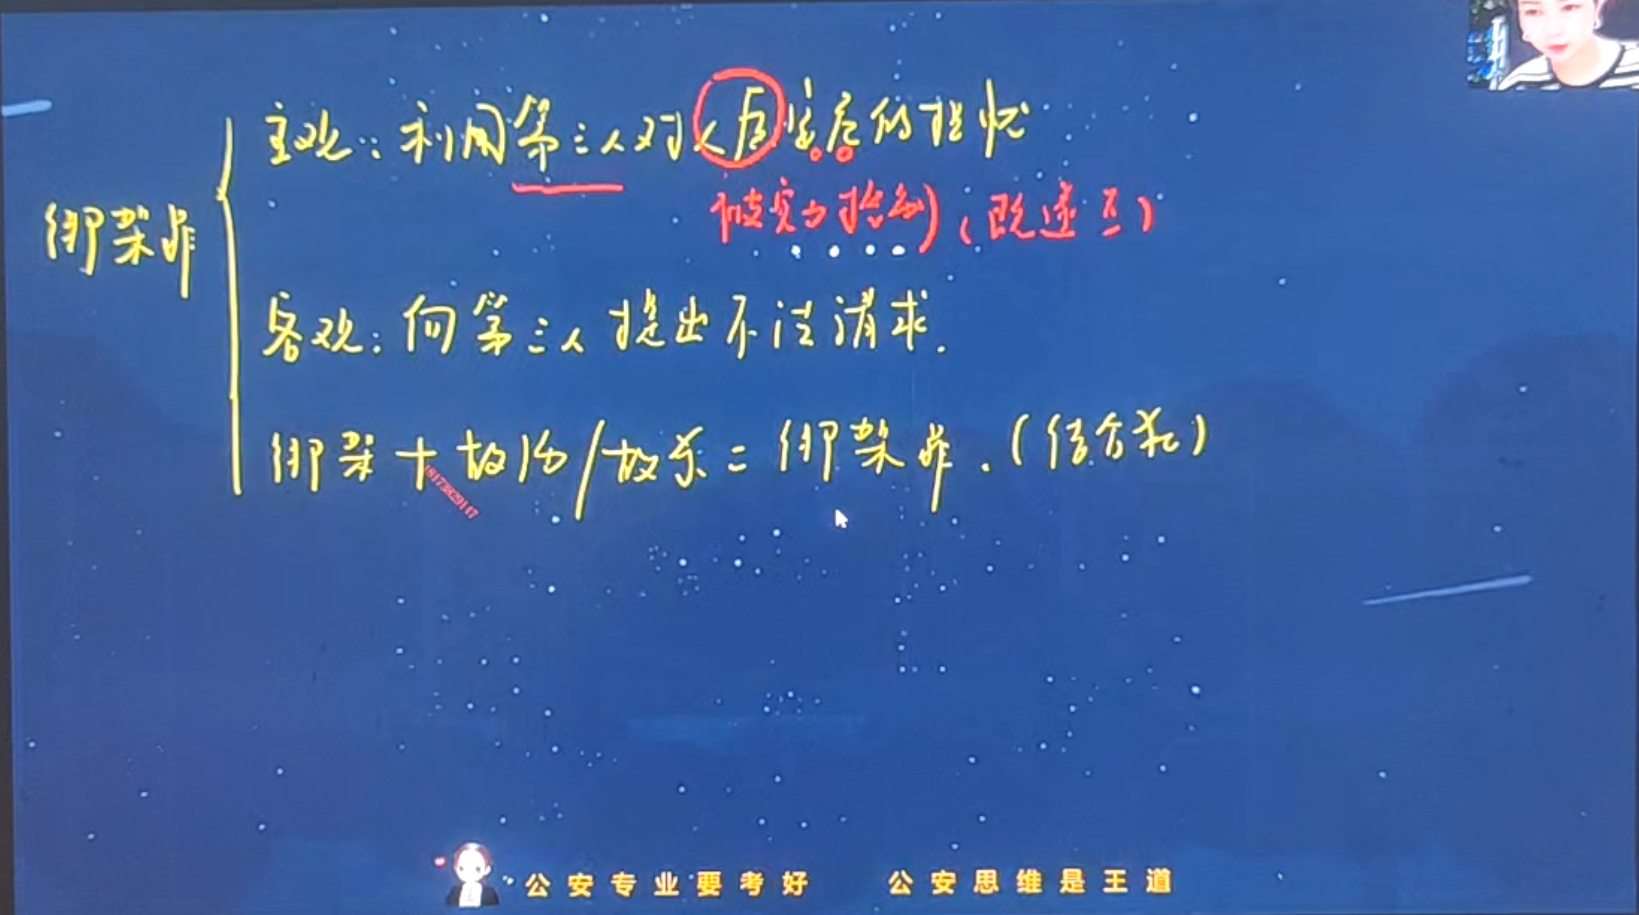 主观：利用第三人对人质安危的担忧
被实力控制（既遂点）
绑架罪
客观：向第三人提出不法请求.
绑架+故伤/故杀=绑架罪.（结合犯）
18173829147
公安专业要考好 公安思维是王道